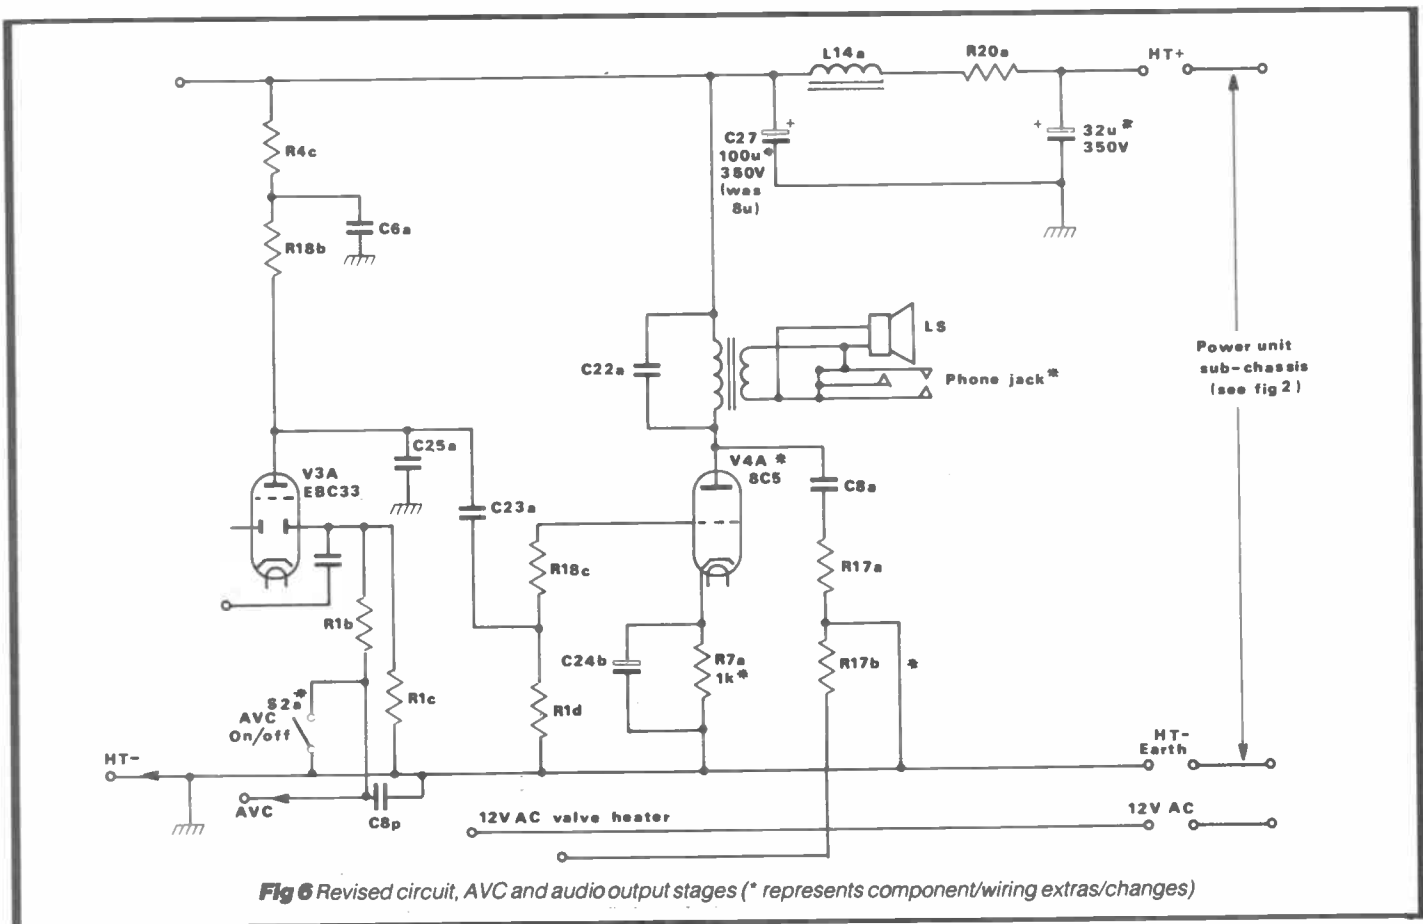 L14a
R20a
HT+
R4c
C27
100u*
350V
(was
8u)
+
+
32u*
350V
C6a
R18b
LS
C22a
Phone jack*
Power unit
sub-chassis
(see fig 2)
C25a
V3A
EBC33
V4A *
8C5
C8a
C23a
R18c
R17a
R1b
C24b
R7a
1k*
R17b
*
S2a*
AVC
On/off
R1c
R1d
HT-
HT-
Earth
AVC
C8p
12V AC valve heater
12V AC
Fig 6 Revised circuit, AVC and audio output stages (* represents component/wiring extras/changes)